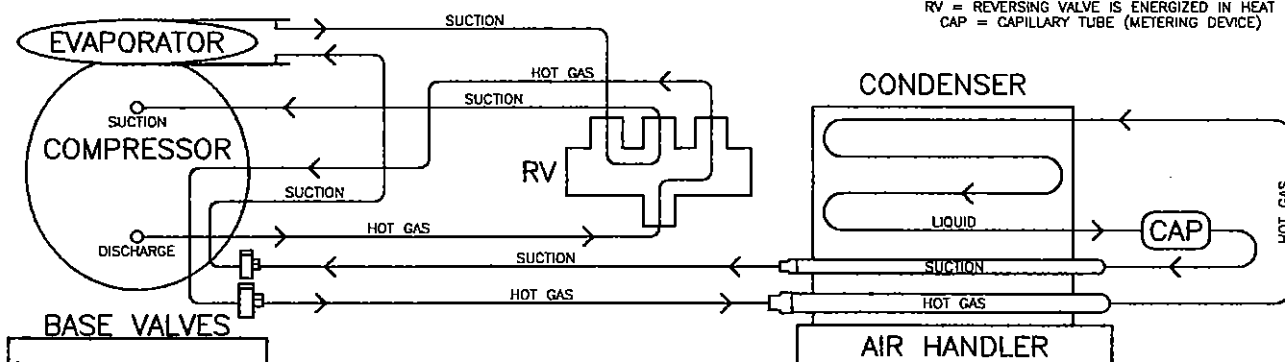 RV = REVERSING VALVE IS ENERGIZED IN HEAT
CAP = CAPILLARY TUBE (METERING DEVICE)
SUCTION
EVAPORATOR
HOT GAS
CONDENSER
SUCTION
SUCTION
COMPRESSOR
RV
SUCTION
LIQUID
CAP
HOT GAS
HOT GAS
DISCHARGE
SUCTION
SUCTION
HOT GAS
HOT GAS
BASE VALVES
AIR HANDLER